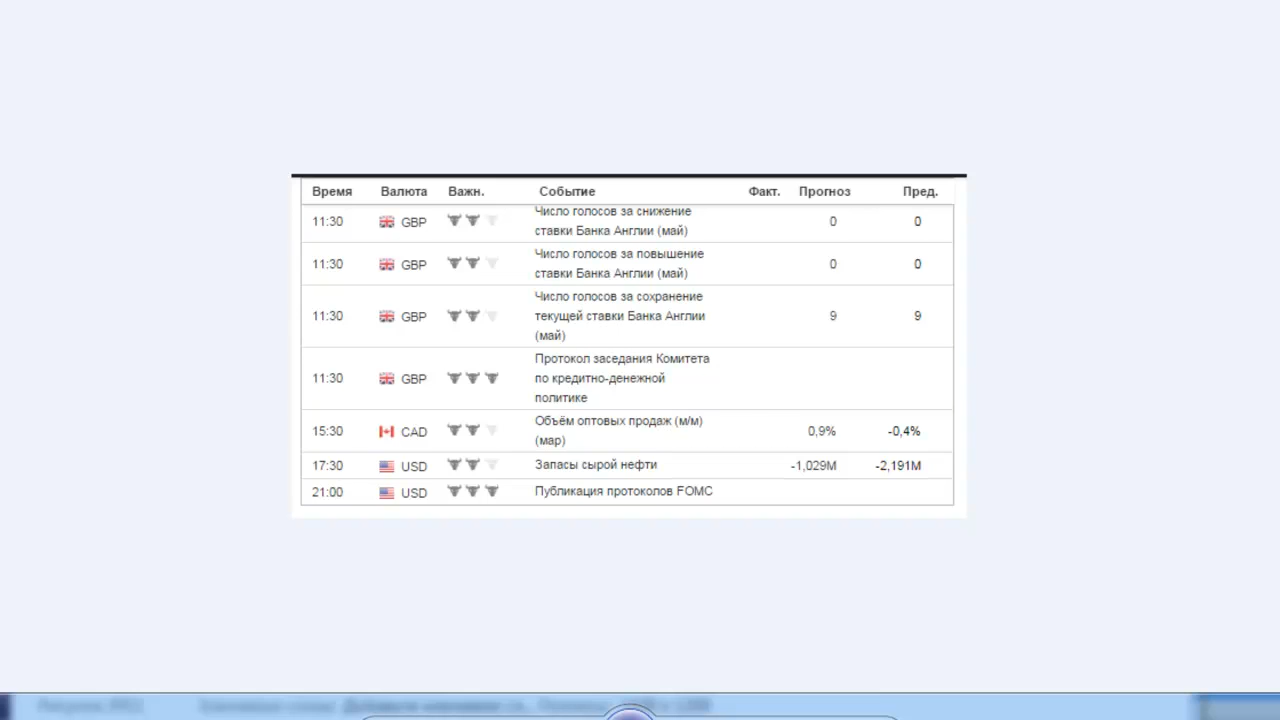 Время Валюта Важн. Событие Факт. Прогноз Пред.
11:30 GBP Число голосов за снижение ставки Банка Англии (май) 0 0
11:30 GBP Число голосов за повышение ставки Банка Англии (май) 0 0
11:30 GBP Число голосов за сохранение текущей ставки Банка Англии (май) 9 9
11:30 GBP Протокол заседания Комитета по кредитно-денежной политике
15:30 CAD Объём оптовых продаж (м/м) (мар) 0,9% -0,4%
17:30 USD Запасы сырой нефти -1,029M -2,191M
21:00 USD Публикация протоколов FOMC